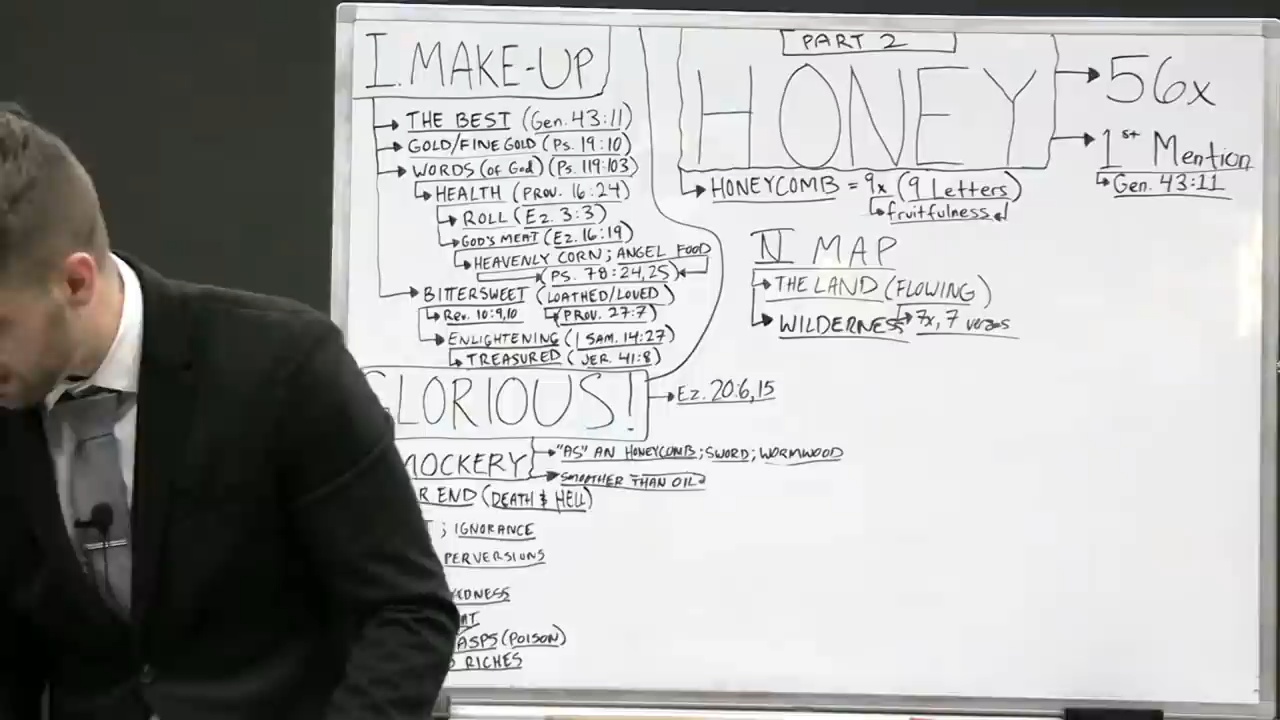 I. MAKE-UP
THE BEST (Gen. 43:11)
GOLD/FINE GOLD (Ps. 19:10)
WORDS (of God) (Ps. 119:103)
HEALTH (PROV. 16:24)
ROLL (Ez. 3:3)
GOD'S MEAT (Ez. 16:19)
HEAVENLY CORN; ANGEL FOOD
(PS. 78:24,25)
BITTERSWEET (LOATHED/LOVED)
Rev. 10:9,10 (PROV. 27:7)
ENLIGHTENING (1 SAM. 14:27)
TREASURED (JER. 41:8)
GLORIOUS!
Ez. 20:6,15
MOCKERY
"AS" AN HONEYCOMB; SWORD; WORMWOOD
SMOOTHER THAN OIL
R END (DEATH & HELL)
; IGNORANCE
PERVERSIONS
EDNESS
ASPS (POISON)
RICHES
PART 2
HONEY
56x
1st Mention
Gen. 43:11
HONEYCOMB = 9x (9 Letters)
fruitfulness
MAP
THE LAND (FLOWING)
WILDERNESS 7x, 7 verses